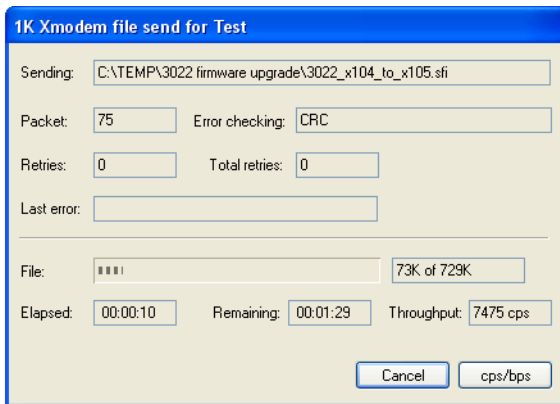 1K Xmodem file send for Test
Sending: C:\TEMP\3022 firmware upgrade\3022_x104_to_x105.sfi
Packet: 75 Error checking: CRC
Retries: 0 Total retries: 0
Last error:
File: 73K of 729K
Elapsed: 00:00:10 Remaining: 00:01:29 Throughput: 7475 cps
Cancel cps/bps